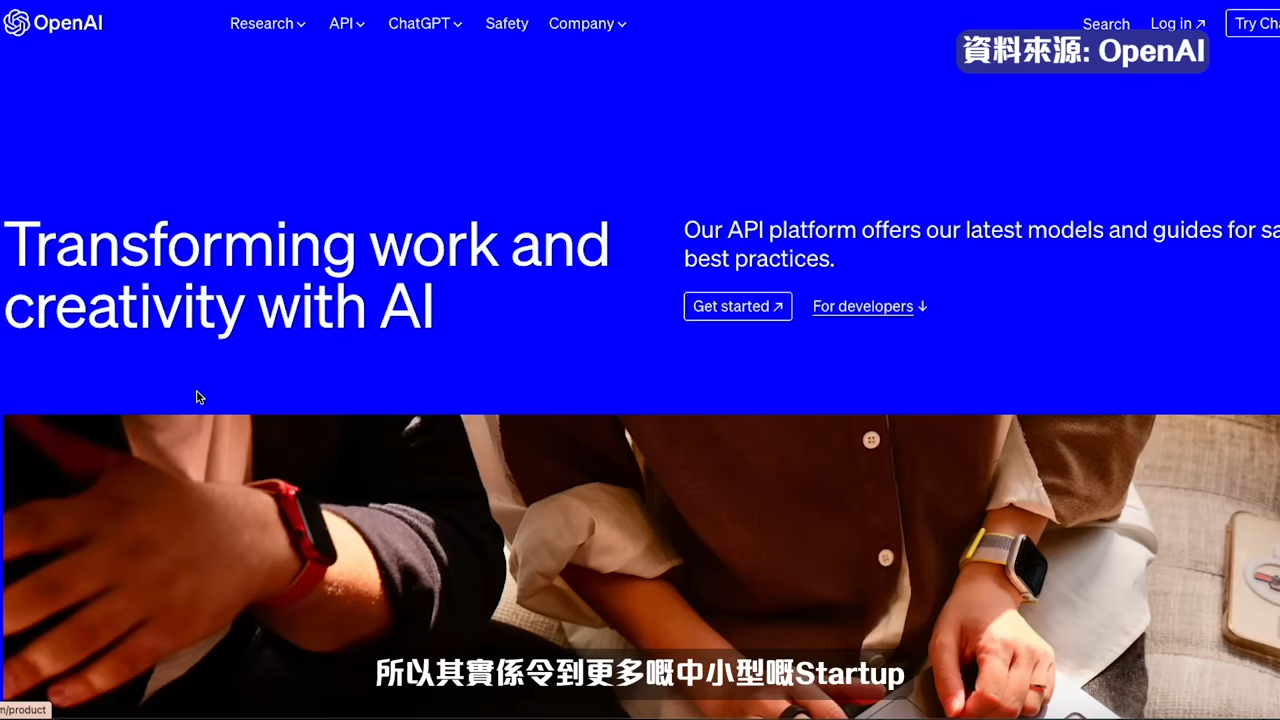 OpenAI
Research
API
ChatGPT
Safety
Company
Search
Log in ↗
Try
資料來源: OpenAI
Transforming work and
creativity with AI
Our API platform offers our latest models and guides for
best practices.
Get started ↗
For developers ↓
所以其實係令到更多嘅中小型嘅Startup
m/product